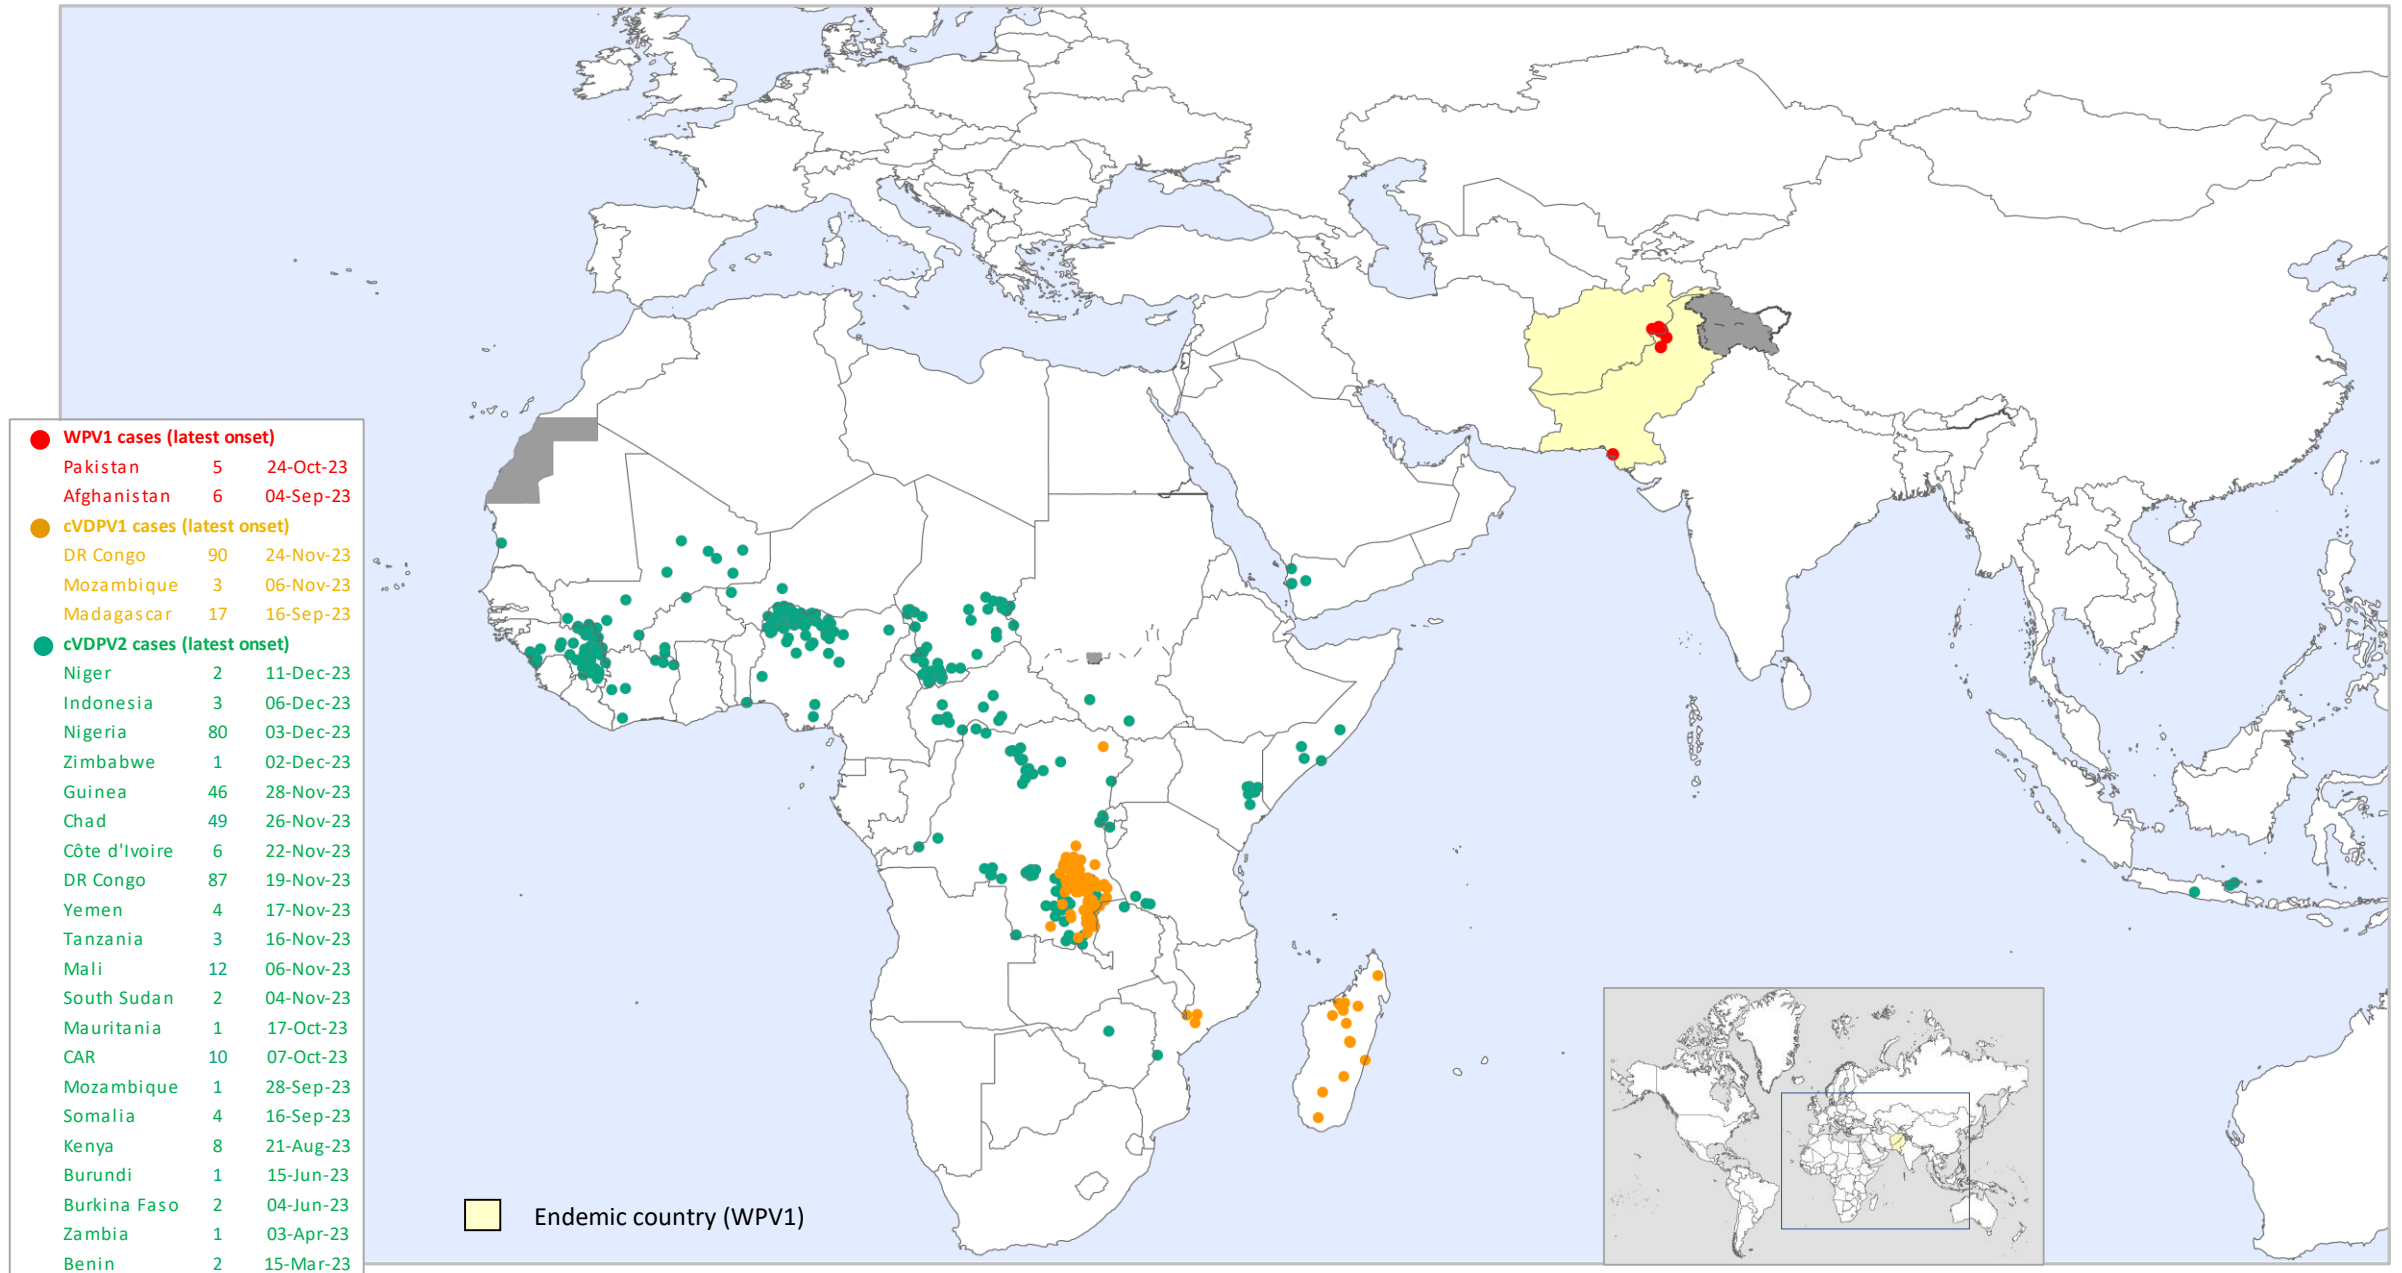 WPV1 cases (latest onset)
Pakistan 5 24-Oct-23
Afghanistan 6 04-Sep-23
cVDPV1 cases (latest onset)
DR Congo 90 24-Nov-23
Mozambique 3 06-Nov-23
Madagascar 17 16-Sep-23
cVDPV2 cases (latest onset)
Niger 2 11-Dec-23
Indonesia 3 06-Dec-23
Nigeria 80 03-Dec-23
Zimbabwe 1 02-Dec-23
Guinea 46 28-Nov-23
Chad 49 26-Nov-23
Côte d'Ivoire 6 22-Nov-23
DR Congo 87 19-Nov-23
Yemen 4 17-Nov-23
Tanzania 3 16-Nov-23
Mali 12 06-Nov-23
South Sudan 2 04-Nov-23
Mauritania 1 17-Oct-23
CAR 10 07-Oct-23
Mozambique 1 28-Sep-23
Somalia 4 16-Sep-23
Kenya 8 21-Aug-23
Burundi 1 15-Jun-23
Burkina Faso 2 04-Jun-23
Zambia 1 03-Apr-23
Benin 2 15-Mar-23
Endemic country (WPV1)